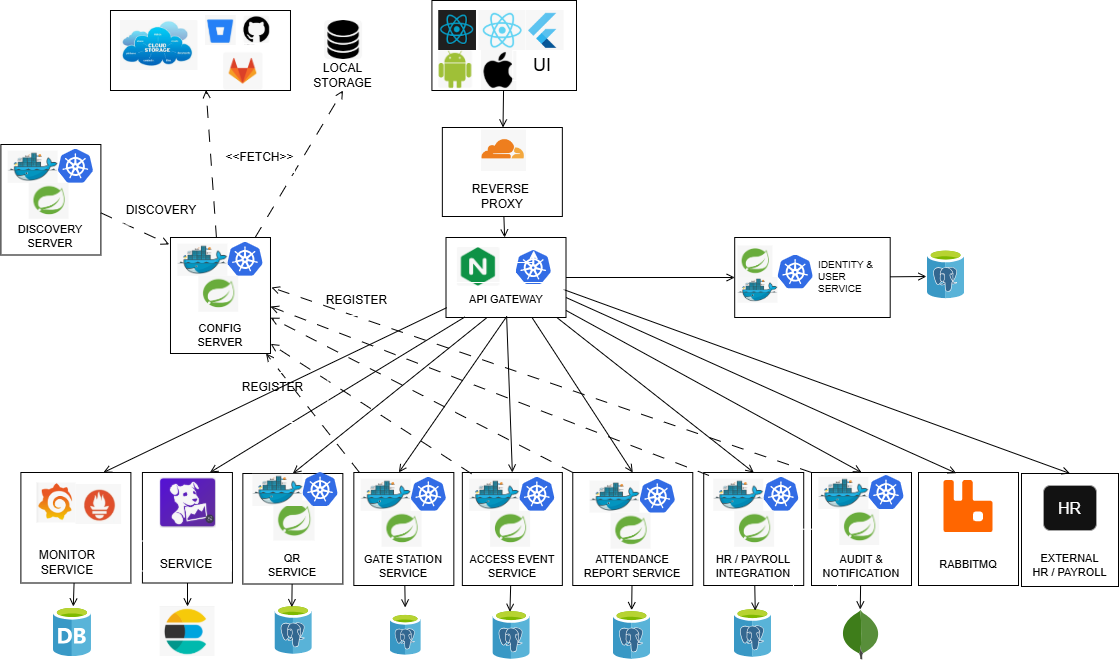 CLOUD
STORAGE
LOCAL
STORAGE
UI
<<FETCH>>
REVERSE
PROXY
DISCOVERY
SERVER
DISCOVERY
CONFIG
SERVER
N
API GATEWAY
IDENTITY &
USER
SERVICE
REGISTER
REGISTER
MONITOR
SERVICE
SERVICE
QR
SERVICE
GATE STATION
SERVICE
ACCESS EVENT
SERVICE
ATTENDANCE
REPORT SERVICE
HR / PAYROLL
INTEGRATION
AUDIT &
NOTIFICATION
RABBITMQ
HR
EXTERNAL
HR / PAYROLL
DB